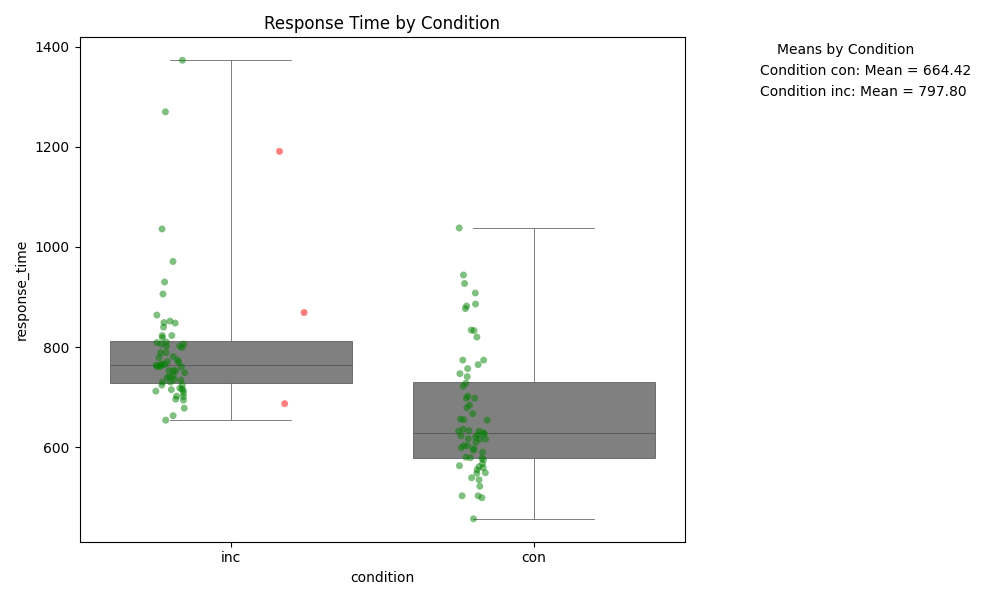 Response Time by Condition
Means by Condition
Condition con: Mean = 664.42
Condition inc: Mean = 797.80
1400
1200
1000
800
600
response_time
inc
con
condition